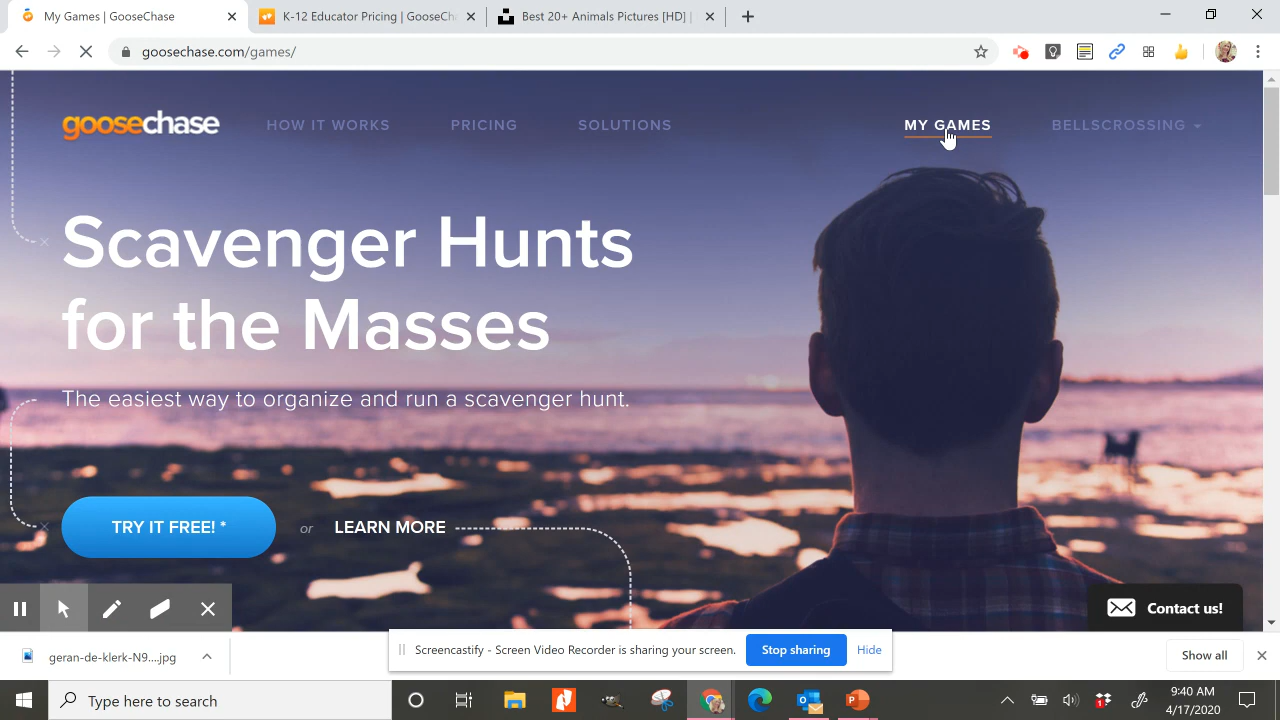 My Games | GooseChase
K-12 Educator Pricing | GooseCha
Best 20+ Animals Pictures [HD] |
goosechase.com/games/
goosechase
HOW IT WORKS
PRICING
SOLUTIONS
MY GAMES
BELLSCROSSING
Scavenger Hunts
for the Masses
The easiest way to organize and run a scavenger hunt.
TRY IT FREE! *
or
LEARN MORE
Contact us!
geran-de-klerk-N9....jpg
Screencastify - Screen Video Recorder is sharing your screen.
Stop sharing
Hide
Show all
Type here to search
9:40 AM
4/17/2020